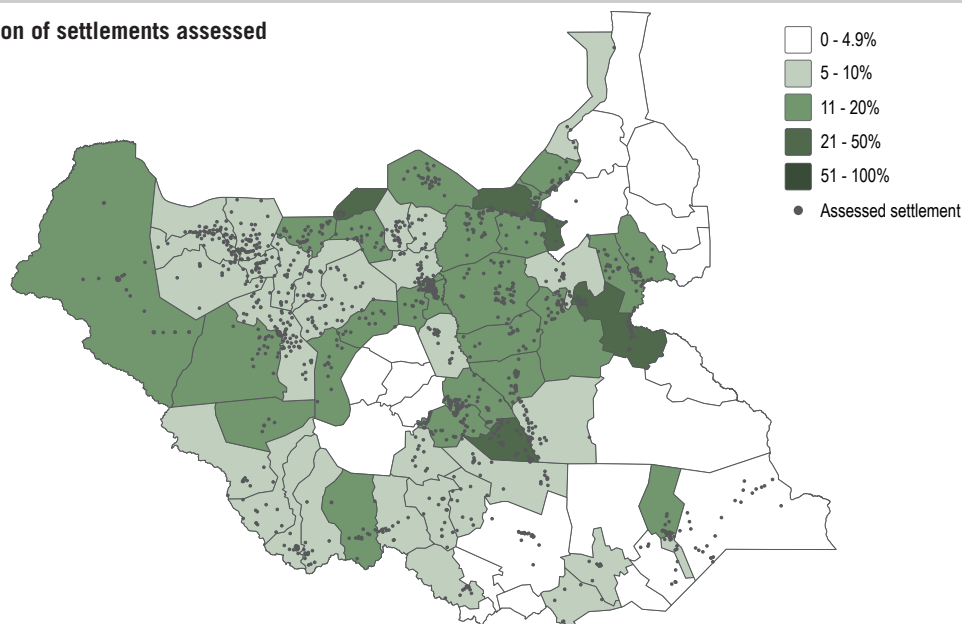 on of settlements assessed
0 - 4.9%
5 - 10%
11 - 20%
21 - 50%
51 - 100%
Assessed settlement